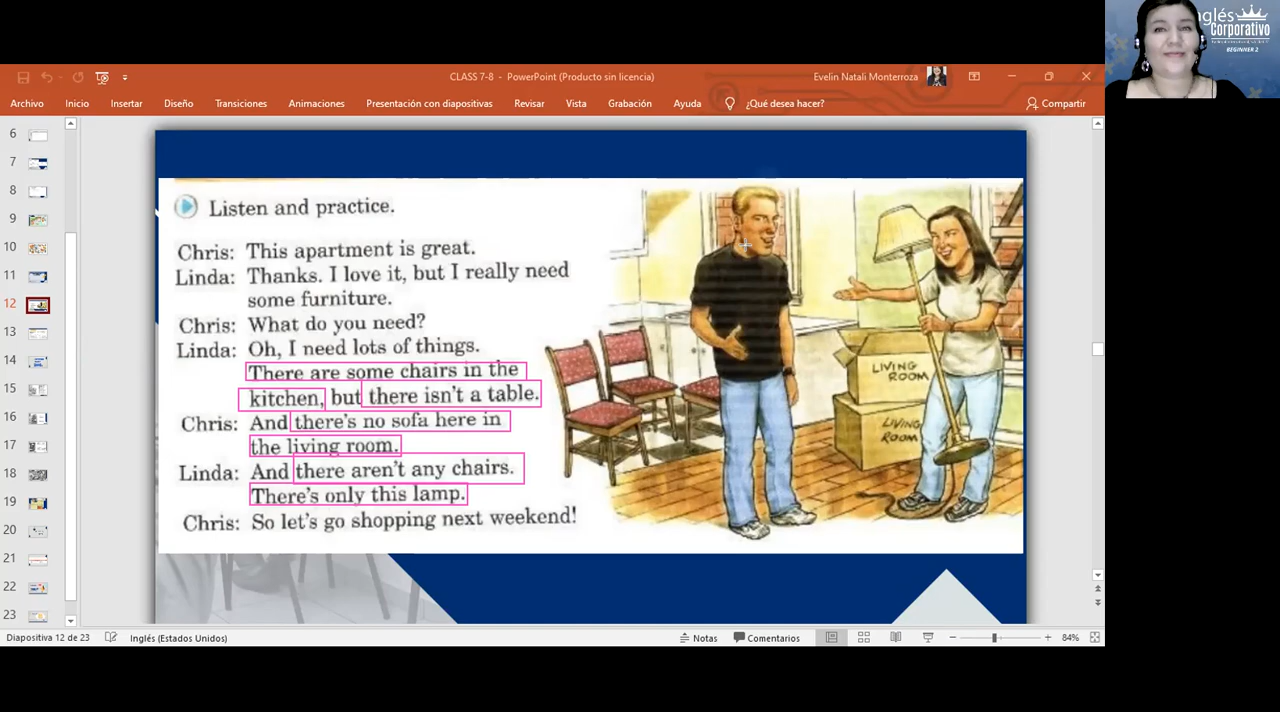 Inglés
Corporativo
BEGINNER 2
CLASS 7-8 - PowerPoint (Producto sin licencia)
Evelin Natali Monterroza
Archivo
Inicio
Insertar
Diseño
Transiciones
Animaciones
Presentación con diapositivas
Revisar
Vista
Grabación
Ayuda
¿Qué desea hacer?
Compartir
6
7
8
9
10
11
12
13
14
15
16
17
18
19
20
21
22
23
Listen and practice.
Chris: This apartment is great.
Linda: Thanks. I love it, but I really need
some furniture.
Chris: What do you need?
Linda: Oh, I need lots of things.
There are some chairs in the
kitchen, but there isn't a table.
Chris: And there's no sofa here in
the living room.
Linda: And there aren't any chairs.
There's only this lamp.
Chris: So let's go shopping next weekend!
LIVING
ROOM
LIVING
ROOM
Diapositiva 12 de 23
Inglés (Estados Unidos)
Notas
Comentarios
84%